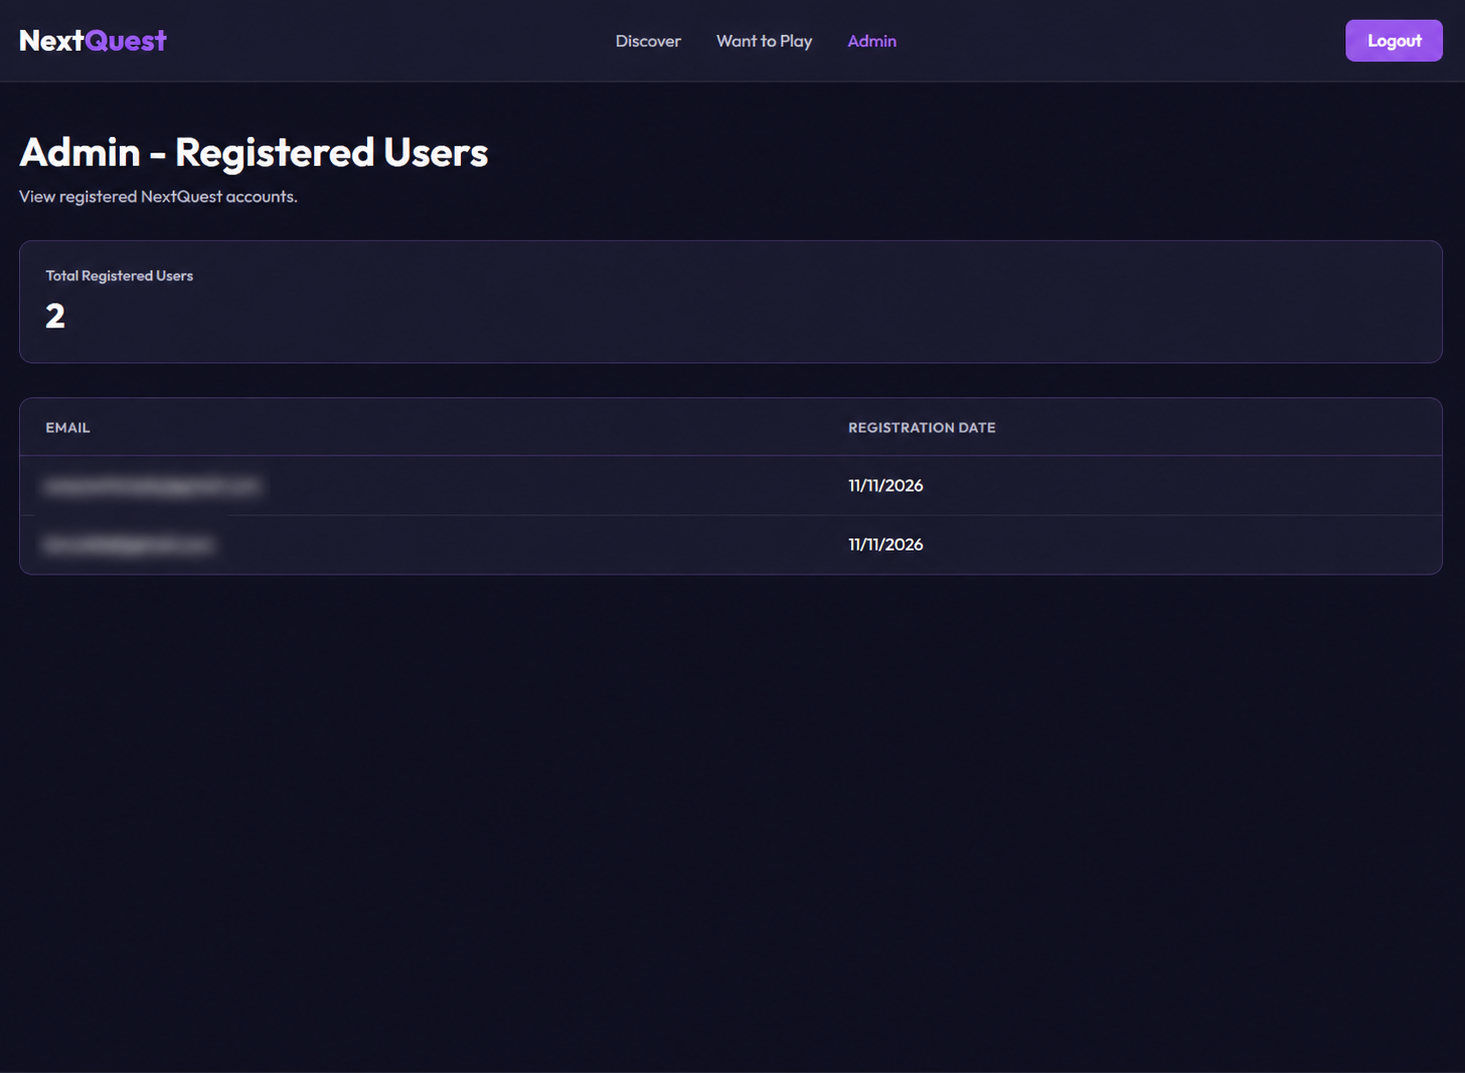 NextQuest
Discover Want to Play Admin
Logout
Admin - Registered Users
View registered NextQuest accounts.
Total Registered Users
2
EMAIL REGISTRATION DATE
11/11/2026
11/11/2026